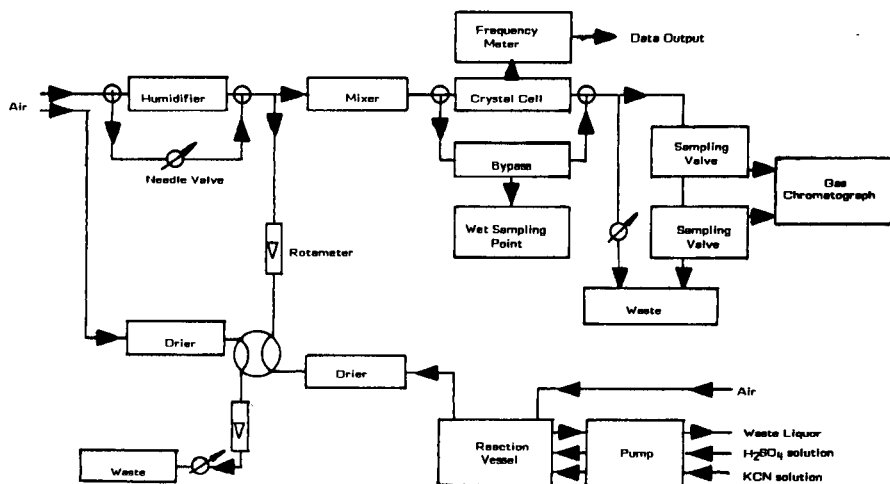 Frequency
Meter
Data Output
Air
Humidifier
Mixer
Crystal Cell
Needle Valve
Bypass
Sampling
Valve
Gas
Chromatograph
Wet Sampling
Point
Sampling
Valve
Rotameter
Waste
Drier
Drier
Air
Reaction
Vessel
Pump
Waste Liquor
H2SO4 solution
KCN solution
Waste